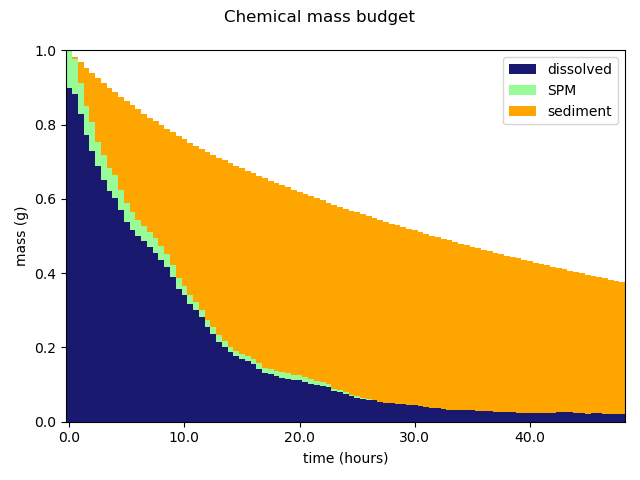 Chemical mass budget
1.0
0.8
0.6
0.4
0.2
0.0
mass (g)
dissolved
SPM
sediment
0.0 10.0 20.0 30.0 40.0
time (hours)